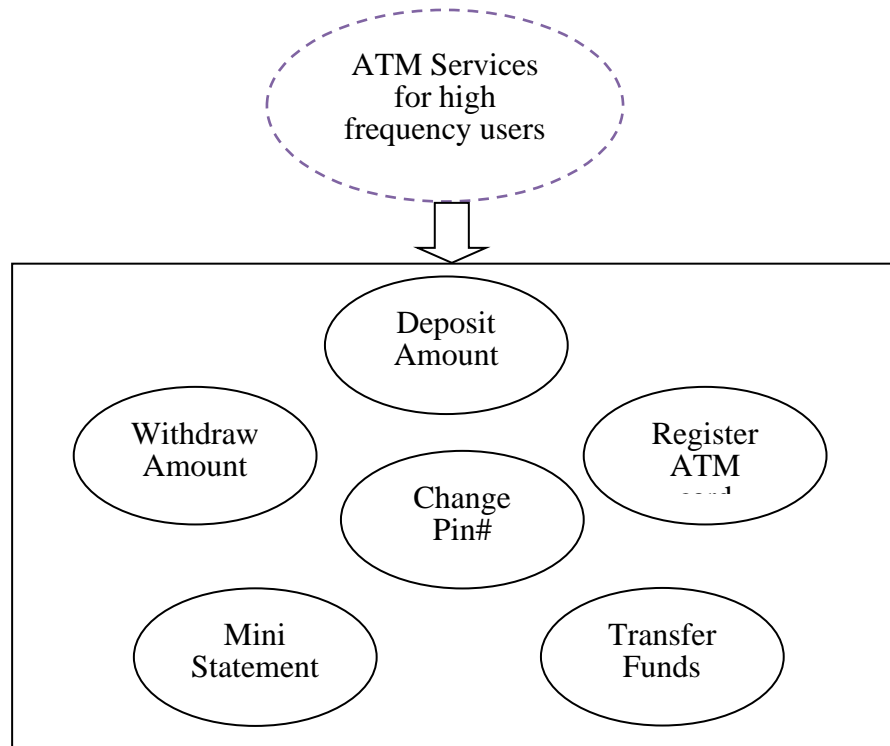 ATM Services
for high
frequency users
Deposit
Amount
Withdraw
Amount
Register
ATM
Change
Pin#
Mini
Statement
Transfer
Funds